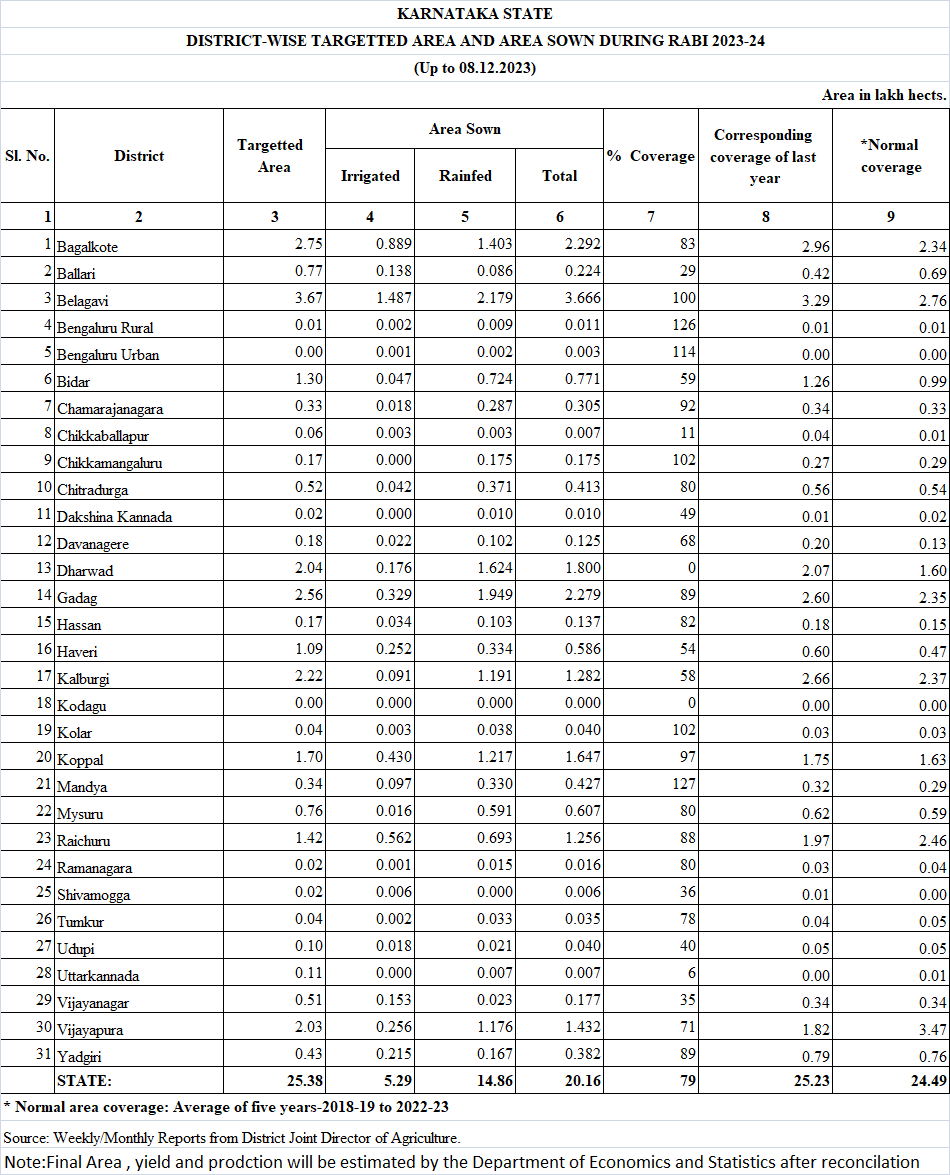 KARNATAKA STATE
DISTRICT-WISE TARGETTED AREA AND AREA SOWN DURING RABI 2023-24
(Up to 08.12.2023)
Area in lakh hects.
Sl. No. District Targetted Area Area Sown % Coverage Corresponding coverage of last year *Normal coverage
Irrigated Rainfed Total
1 2 3 4 5 6 7 8 9
1 Bagalkote 2.75 0.889 1.403 2.292 83 2.96 2.34
2 Ballari 0.77 0.138 0.086 0.224 29 0.42 0.69
3 Belagavi 3.67 1.487 2.179 3.666 100 3.29 2.76
4 Bengaluru Rural 0.01 0.002 0.009 0.011 126 0.01 0.01
5 Bengaluru Urban 0.00 0.001 0.002 0.003 114 0.00 0.00
6 Bidar 1.30 0.047 0.724 0.771 59 1.26 0.99
7 Chamarajanagara 0.33 0.018 0.287 0.305 92 0.34 0.33
8 Chikkaballapur 0.06 0.003 0.003 0.007 11 0.04 0.01
9 Chikkamangaluru 0.17 0.000 0.175 0.175 102 0.27 0.29
10 Chitradurga 0.52 0.042 0.371 0.413 80 0.56 0.54
11 Dakshina Kannada 0.02 0.000 0.010 0.010 49 0.01 0.02
12 Davanagere 0.18 0.022 0.102 0.125 68 0.20 0.13
13 Dharwad 2.04 0.176 1.624 1.800 0 2.07 1.60
14 Gadag 2.56 0.329 1.949 2.279 89 2.60 2.35
15 Hassan 0.17 0.034 0.103 0.137 82 0.18 0.15
16 Haveri 1.09 0.252 0.334 0.586 54 0.60 0.47
17 Kalburgi 2.22 0.091 1.191 1.282 58 2.66 2.37
18 Kodagu 0.00 0.000 0.000 0.000 0 0.00 0.00
19 Kolar 0.04 0.003 0.038 0.040 102 0.03 0.03
20 Koppal 1.70 0.430 1.217 1.647 97 1.75 1.63
21 Mandya 0.34 0.097 0.330 0.427 127 0.32 0.29
22 Mysuru 0.76 0.016 0.591 0.607 80 0.62 0.59
23 Raichuru 1.42 0.562 0.693 1.256 88 1.97 2.46
24 Ramanagara 0.02 0.001 0.015 0.016 80 0.03 0.04
25 Shivamogga 0.02 0.006 0.000 0.006 36 0.01 0.00
26 Tumkur 0.04 0.002 0.033 0.035 78 0.04 0.05
27 Udupi 0.10 0.018 0.021 0.040 40 0.05 0.05
28 Uttarkannada 0.11 0.000 0.007 0.007 6 0.00 0.01
29 Vijayanagar 0.51 0.153 0.023 0.177 35 0.34 0.34
30 Vijayapura 2.03 0.256 1.176 1.432 71 1.82 3.47
31 Yadgiri 0.43 0.215 0.167 0.382 89 0.79 0.76
STATE: 25.38 5.29 14.86 20.16 79 25.23 24.49
* Normal area coverage: Average of five years-2018-19 to 2022-23
Source: Weekly/Monthly Reports from District Joint Director of Agriculture.
Note:Final Area , yield and prodction will be estimated by the Department of Economics and Statistics after reconcilation